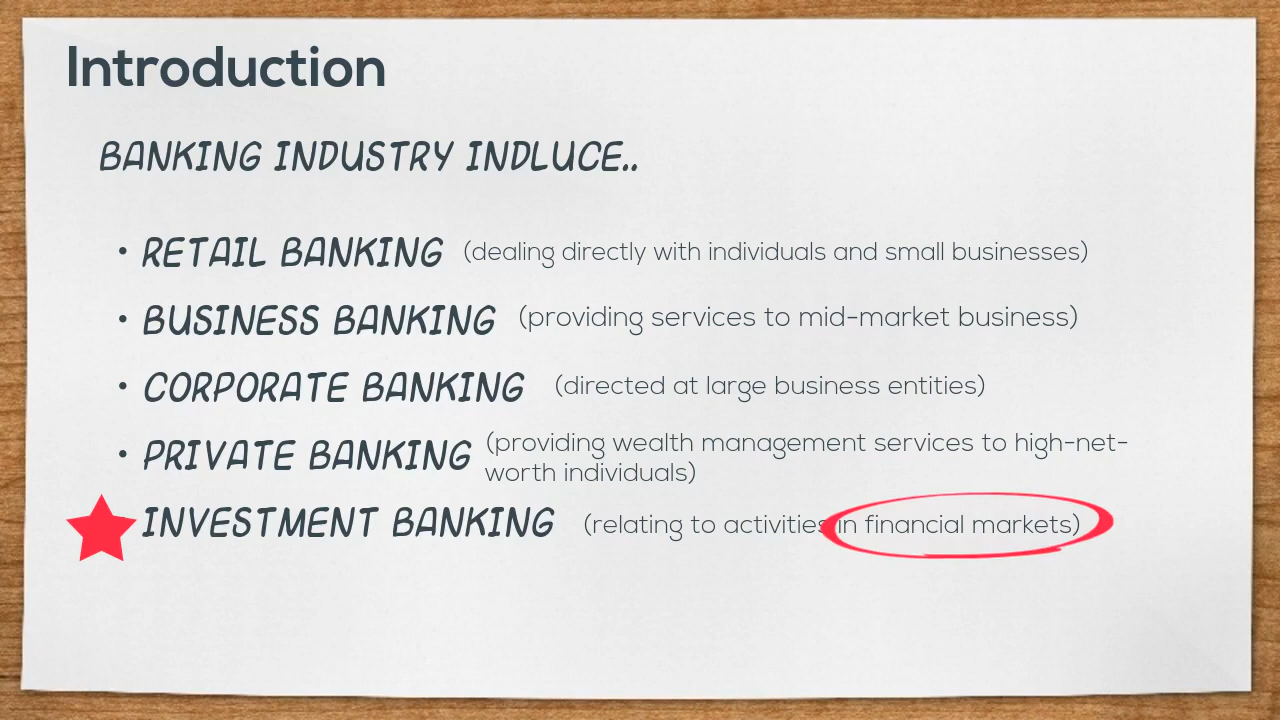 Introduction
BANKING INDUSTRY INDLUCE..
• RETAIL BANKING (dealing directly with individuals and small businesses)
• BUSINESS BANKING (providing services to mid-market business)
• CORPORATE BANKING (directed at large business entities)
• PRIVATE BANKING (providing wealth management services to high-net-
worth individuals)
INVESTMENT BANKING (relating to activities in financial markets)